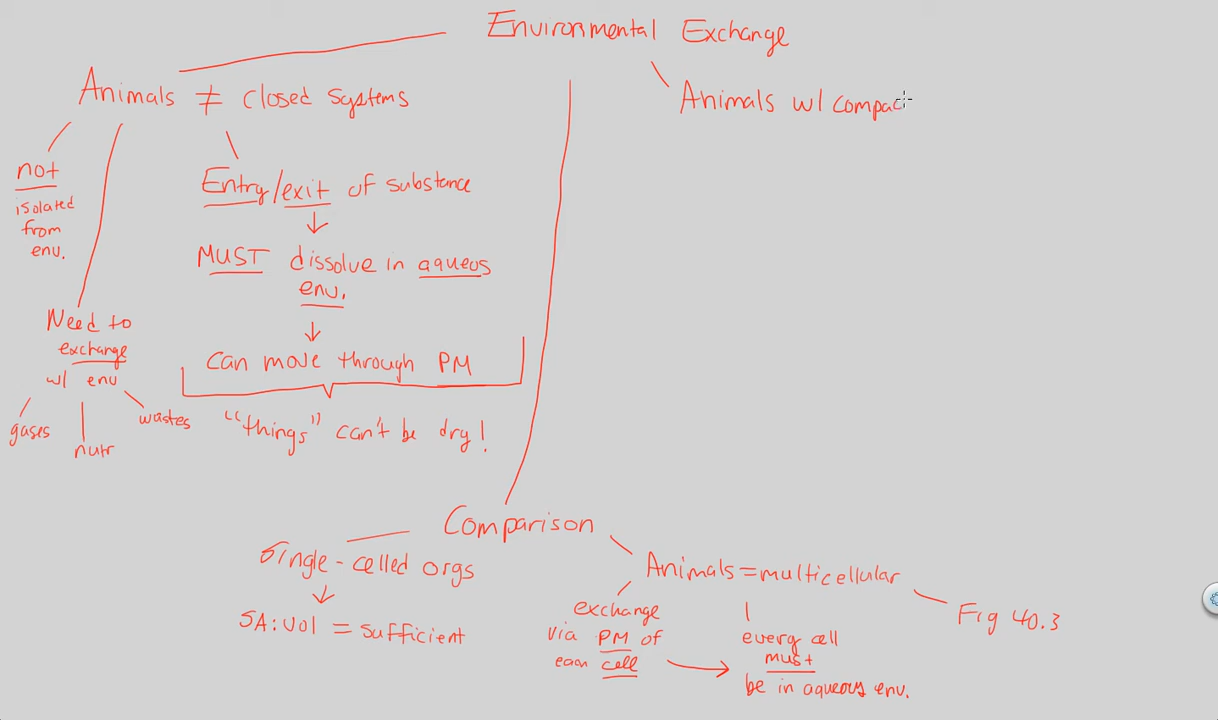 Environmental Exchange
Animals ≠ closed systems
not
isolated
from
env.
Need to
exchange
w/ env
gases
nutr
wastes
Entry/exit of substance
↓
MUST dissolve in aqueos
env.
↓
Can move through PM
"things" can't be dry!
Animals w/ compac
Comparison
Single-celled orgs
↓
SA:Vol = sufficient
Animals = multicellular
exchange
via PM of
each cell
→
every cell
must
be in aqueous env.
Fig 40.3